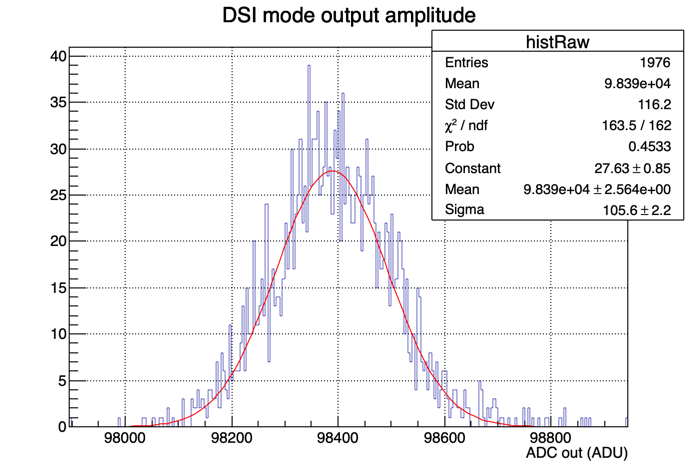 DSI mode output amplitude
histRaw
Entries 1976
Mean 9.839e+04
Std Dev 116.2
χ² / ndf 163.5 / 162
Prob 0.4533
Constant 27.63 ± 0.85
Mean 9.839e+04 ± 2.564e+00
Sigma 105.6 ± 2.2
40
35
30
25
20
15
10
5
0
98000 98200 98400 98600 98800
ADC out (ADU)